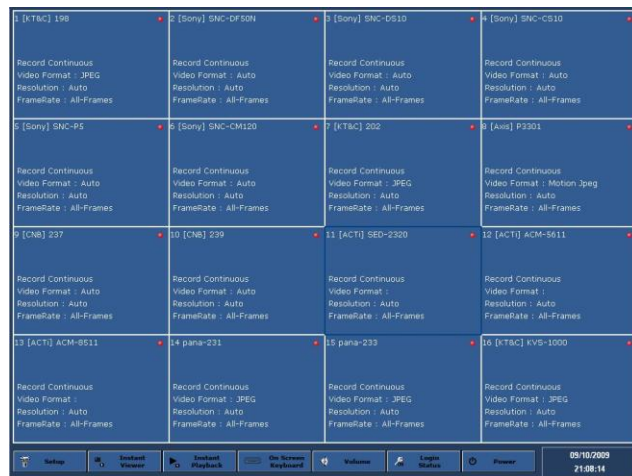 1 [KT&C] 198
Record Continuous
Video Format : JPEG
Resolution : Auto
FrameRate : All-Frames
2 [Sony] SNC-DF50N
Record Continuous
Video Format : Auto
Resolution : Auto
FrameRate : All-Frames
3 [Sony] SNC-DS10
Record Continuous
Video Format : Auto
Resolution : Auto
FrameRate : All-Frames
4 [Sony] SNC-CS10
Record Continuous
Video Format : Auto
Resolution : Auto
FrameRate : All-Frames
5 [Sony] SNC-P5
Record Continuous
Video Format : Auto
Resolution : Auto
FrameRate : All-Frames
6 [Sony] SNC-CM120
Record Continuous
Video Format : Auto
Resolution : Auto
FrameRate : All-Frames
7 [KT&C] 202
Record Continuous
Video Format : JPEG
Resolution : Auto
FrameRate : All-Frames
8 [Axis] P3301
Record Continuous
Video Format : Motion Jpeg
Resolution : Auto
FrameRate : All-Frames
9 [CNB] 237
Record Continuous
Video Format : Auto
Resolution : Auto
FrameRate : All-Frames
10 [CNB] 239
Record Continuous
Video Format : Auto
Resolution : Auto
FrameRate : All-Frames
11 [ACTi] SED-2320
Record Continuous
Video Format : Auto
Resolution : Auto
FrameRate : All-Frames
12 [ACTi] ACM-5611
Record Continuous
Video Format :
Resolution : Auto
FrameRate : All-Frames
13 [ACTi] ACM-8511
Record Continuous
Video Format :
Resolution : Auto
FrameRate : All-Frames
14 pana-231
Record Continuous
Video Format : Auto
Resolution : Auto
FrameRate : All-Frames
15 pana-233
Record Continuous
Video Format : Auto
Resolution : Auto
FrameRate : All-Frames
16 [KT&C] KVS-1000
Record Continuous
Video Format : JPEG
Resolution : Auto
FrameRate : All-Frames
Setup
Instant
Viewer
Instant
Playback
On Screen
Keyboard
Volume
Login
Status
Power
09/10/2009
21:08:14